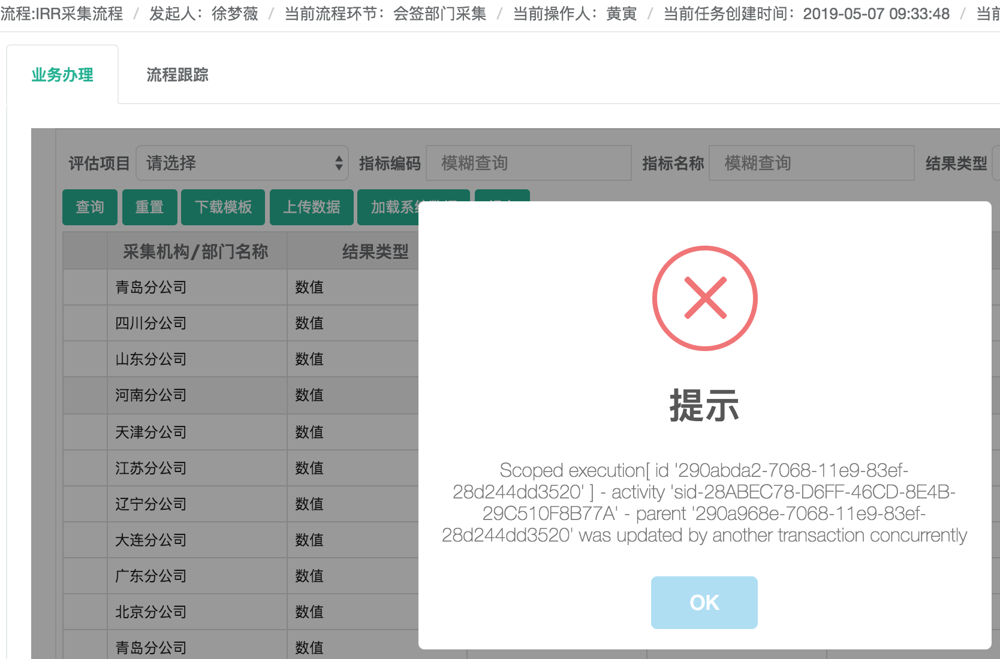 流程:IRR采集流程 / 发起人：徐梦薇 / 当前流程环节：会签部门采集 / 当前操作人：黄寅 / 当前任务创建时间：2019-05-07 09:33:48 / 当前
业务办理 流程跟踪
评估项目 请选择 指标编码 模糊查询 指标名称 模糊查询 结果类型
查询 重置 下载模板 上传数据 加载系统数据
采集机构/部门名称 结果类型
青岛分公司 数值
四川分公司 数值
山东分公司 数值
河南分公司 数值
天津分公司 数值
江苏分公司 数值
辽宁分公司 数值
大连分公司 数值
广东分公司 数值
北京分公司 数值
青岛分公司 数值
提示
Scoped execution[ id '290abda2-7068-11e9-83ef-
28d244dd3520' ] - activity 'sid-28ABEC78-D6FF-46CD-8E4B-
29C510F8B77A' - parent '290a968e-7068-11e9-83ef-
28d244dd3520' was updated by another transaction concurrently
OK